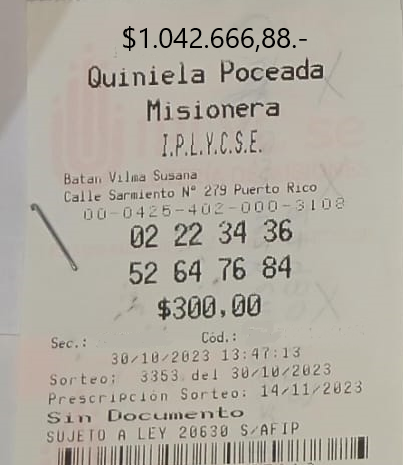 $1.042.666,88.-
Quiniela Poceada
Misionera
I.P.L.Y.C.S.E.
Batan Vilma Susana
Calle Sarmiento N° 279 Puerto Rico
00-0425-402-000-3108
02 22 34 36
52 64 76 84
$300,00
Sec.: Cód.:
30/10/2023 13:47:13
Sorteo: 3353 del 30/10/2023
Prescripción Sorteo: 14/11/2023
Sin Documento
SUJETO A LEY 20630 S/AFIP